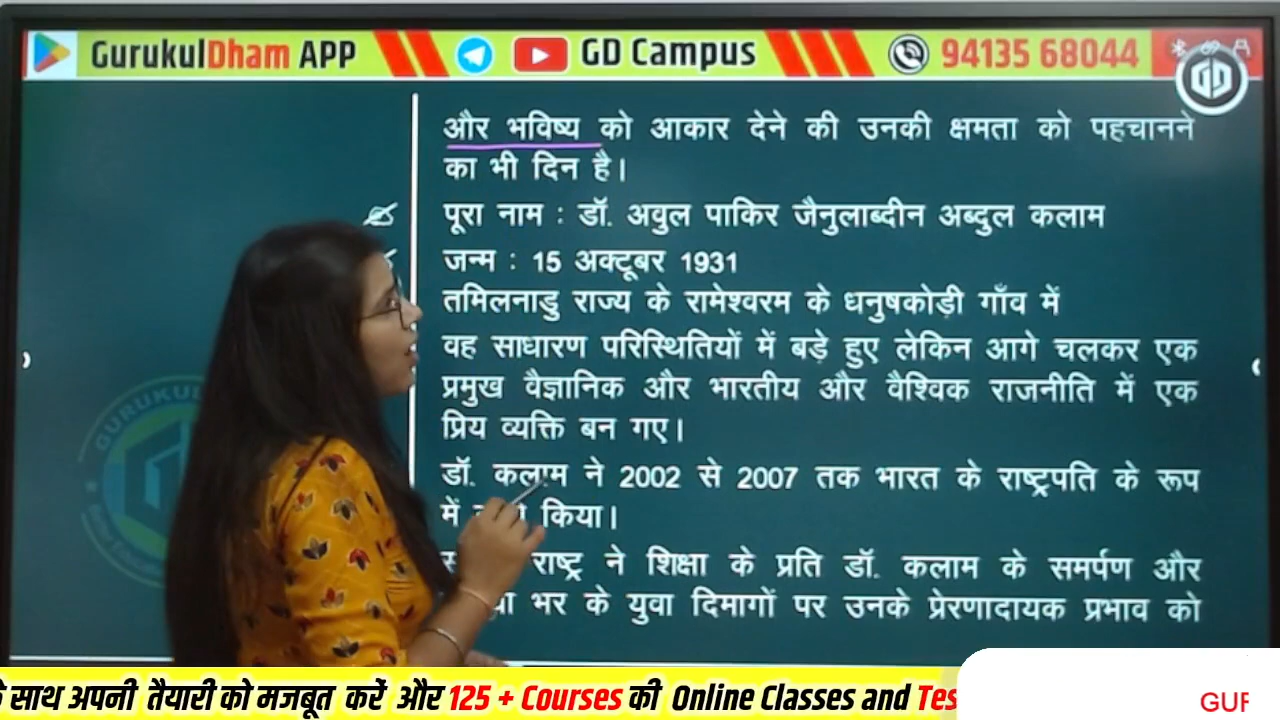 GurukulDham APP
GD Campus
94135 68044
GD
और भविष्य को आकार देने की उनकी क्षमता को पहचानने
का भी दिन है।
पूरा नाम : डॉ. अवुल पाकिर जैनुलाब्दीन अब्दुल कलाम
जन्म : 15 अक्टूबर 1931
तमिलनाडु राज्य के रामेश्वरम के धनुषकोड़ी गाँव में
वह साधारण परिस्थितियों में बड़े हुए लेकिन आगे चलकर एक
प्रमुख वैज्ञानिक और भारतीय और वैश्विक राजनीति में एक
प्रिय व्यक्ति बन गए।
डॉ. कलाम ने 2002 से 2007 तक भारत के राष्ट्रपति के रूप
में किया।
राष्ट्र ने शिक्षा के प्रति डॉ. कलाम के समर्पण और
भर के युवा दिमागों पर उनके प्रेरणादायक प्रभाव को
साथ अपनी तैयारी को मजबूत करें और 125 + Courses की Online Classes and